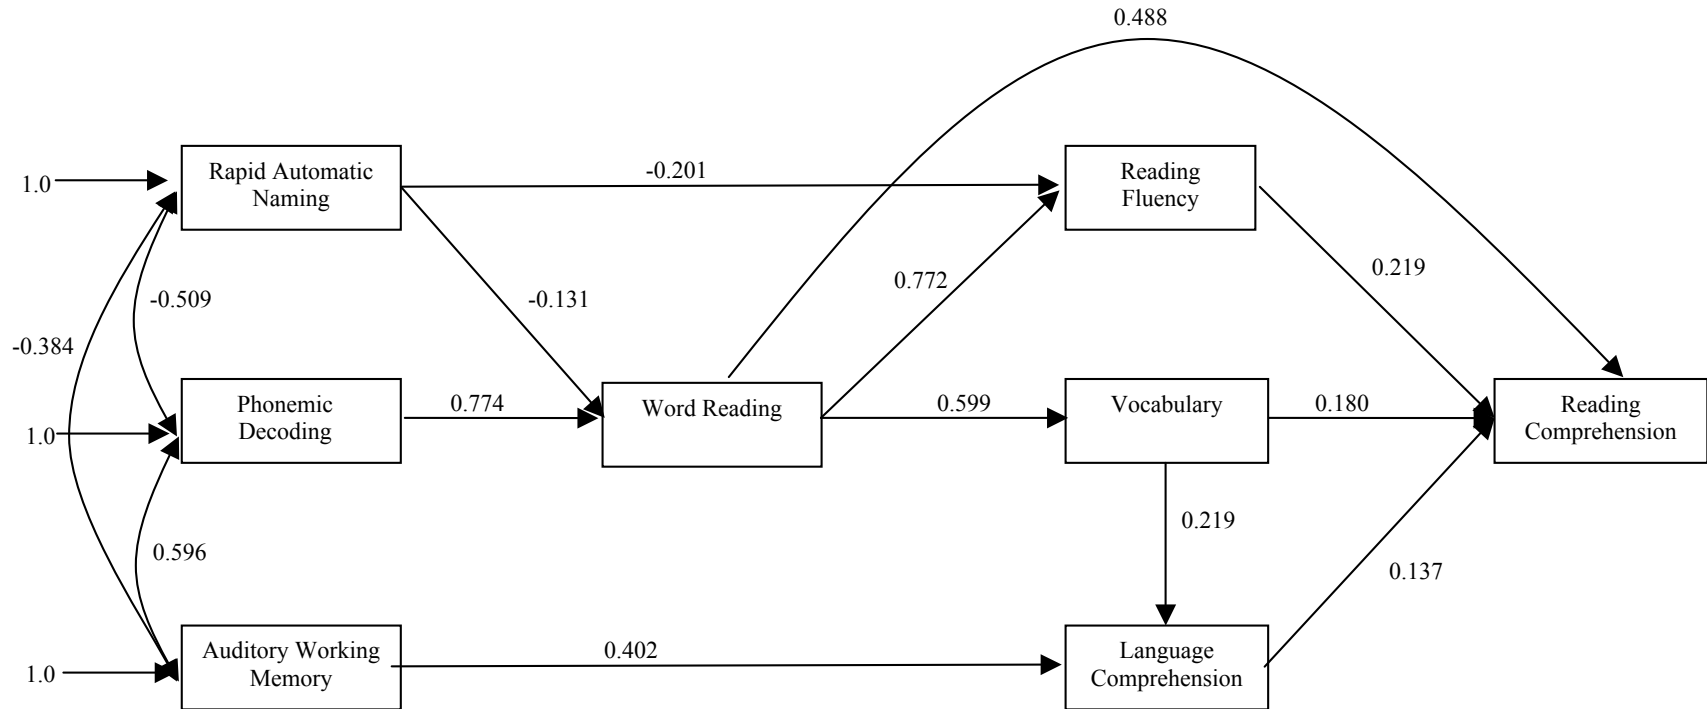 0.488
Rapid Automatic
Naming
Reading
Fluency
1.0
-0.201
0.219
0.772
-0.509
-0.131
-0.384
Phonemic
Decoding
0.774
Word Reading
0.599
Vocabulary
0.180
Reading
Comprehension
1.0
0.219
0.596
0.137
Auditory Working
Memory
0.402
Language
Comprehension
1.0